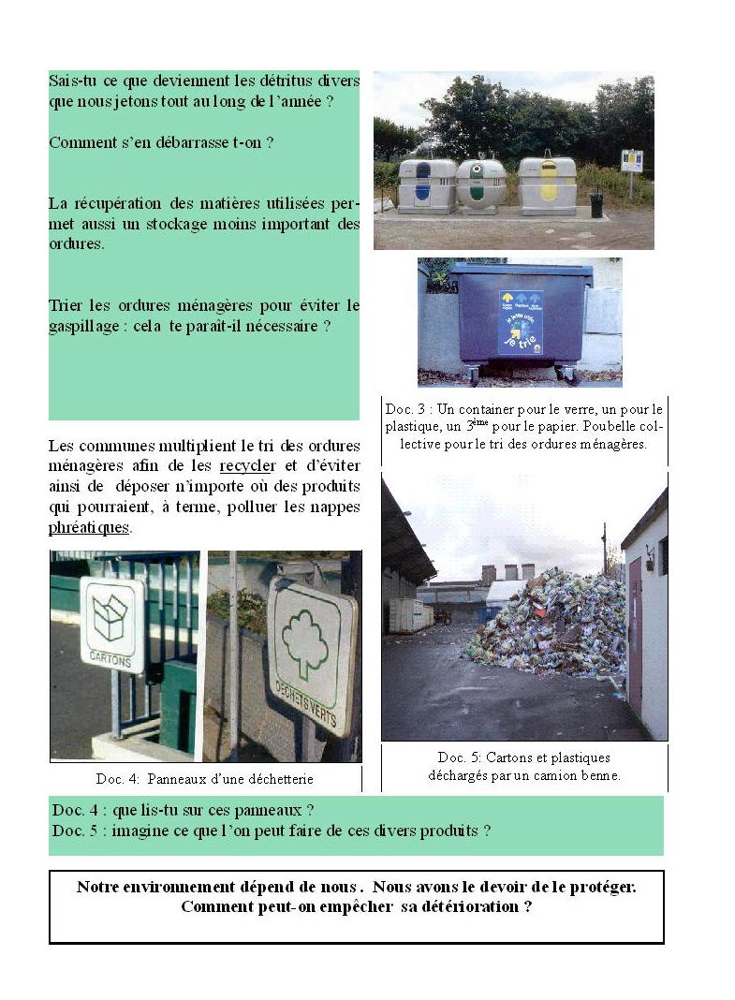 Sais-tu ce que deviennent les détritus divers
que nous jetons tout au long de l'année ?
Comment s'en débarrasse t-on ?
La récupération des matières utilisées per-
met aussi un stockage moins important des
ordures.
Trier les ordures ménagères pour éviter le
gaspillage : cela te paraît-il nécessaire ?
je trie
Doc. 3 : Un container pour le verre, un pour le
plastique, un 3ème pour le papier. Poubelle col-
lective pour le tri des ordures ménagères.
Les communes multiplient le tri des ordures
ménagères afin de les recycler et d'éviter
ainsi de déposer n'importe où des produits
qui pourraient, à terme, polluer les nappes
phréatiques.
CARTONS
DECHETS VERTS
Doc. 4: Panneaux d'une déchetterie
Doc. 5: Cartons et plastiques
déchargés par un camion benne.
Doc. 4 : que lis-tu sur ces panneaux ?
Doc. 5 : imagine ce que l'on peut faire de ces divers produits ?
Notre environnement dépend de nous . Nous avons le devoir de le protéger.
Comment peut-on empêcher sa détérioration ?